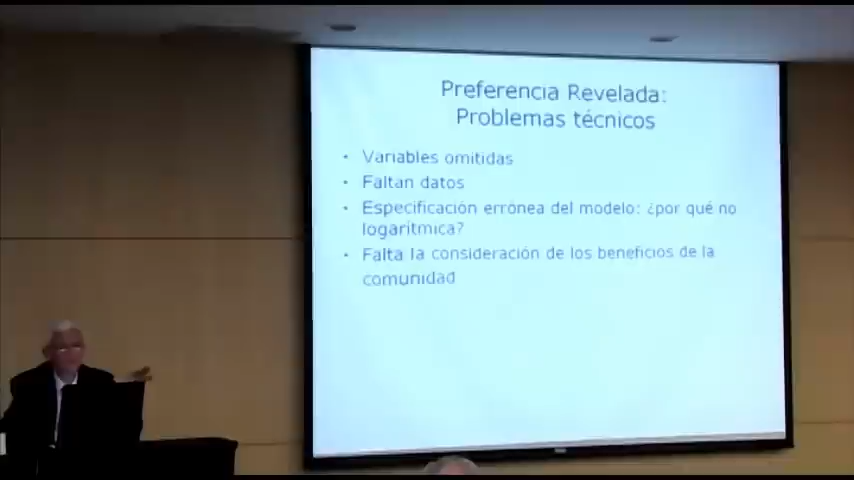 Preferencia Revelada:
Problemas técnicos
• Variables omitidas
• Faltan datos
• Especificación errónea del modelo: ¿por qué no
logarítmica?
• Falta la consideración de los beneficios de la
comunidad